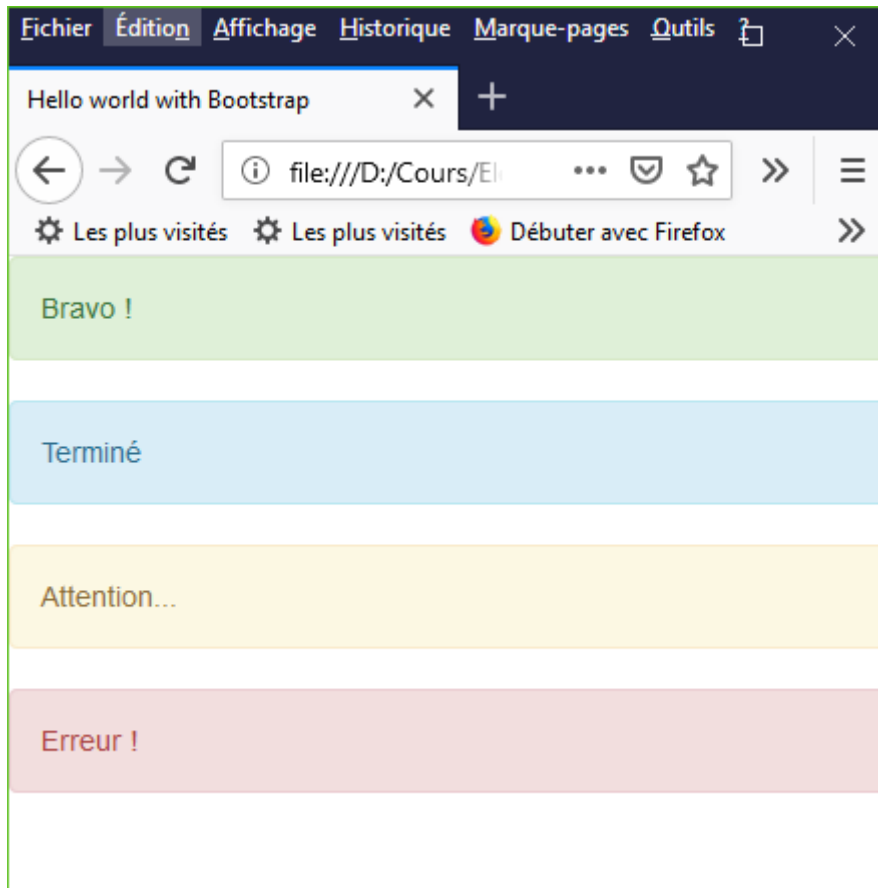 Fichier Édition Affichage Historique Marque-pages Outils ?
Hello world with Bootstrap
file:///D:/Cours/El
Les plus visités Les plus visités Débuter avec Firefox
Bravo !
Terminé
Attention...
Erreur !